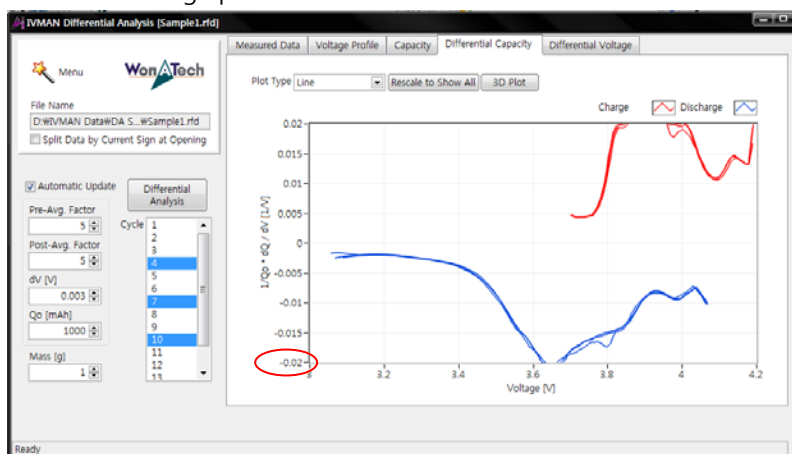 IVMAN Differential Analysis [Sample1.rfd]
Menu
WonATech
File Name
D:₩IVMAN Data₩DA S...₩Sample1.rfd
Split Data by Current Sign at Opening
Automatic Update
Differential Analysis
Pre-Avg. Factor
5
Post-Avg. Factor
5
dV [V]
0.003
Qo [mAh]
1000
Mass [g]
1
Cycle
1
2
3
4
5
6
7
8
9
10
11
12
13
Measured Data Voltage Profile Capacity Differential Capacity Differential Voltage
Plot Type Line Rescale to Show All 3D Plot
Charge Discharge
1/Qo * dQ / dV [1/V]
0.02
0.015
0.01
0.005
0
-0.005
-0.01
-0.015
-0.02
3 3.2 3.4 3.6 3.8 4 4.2
Voltage [V]
Ready